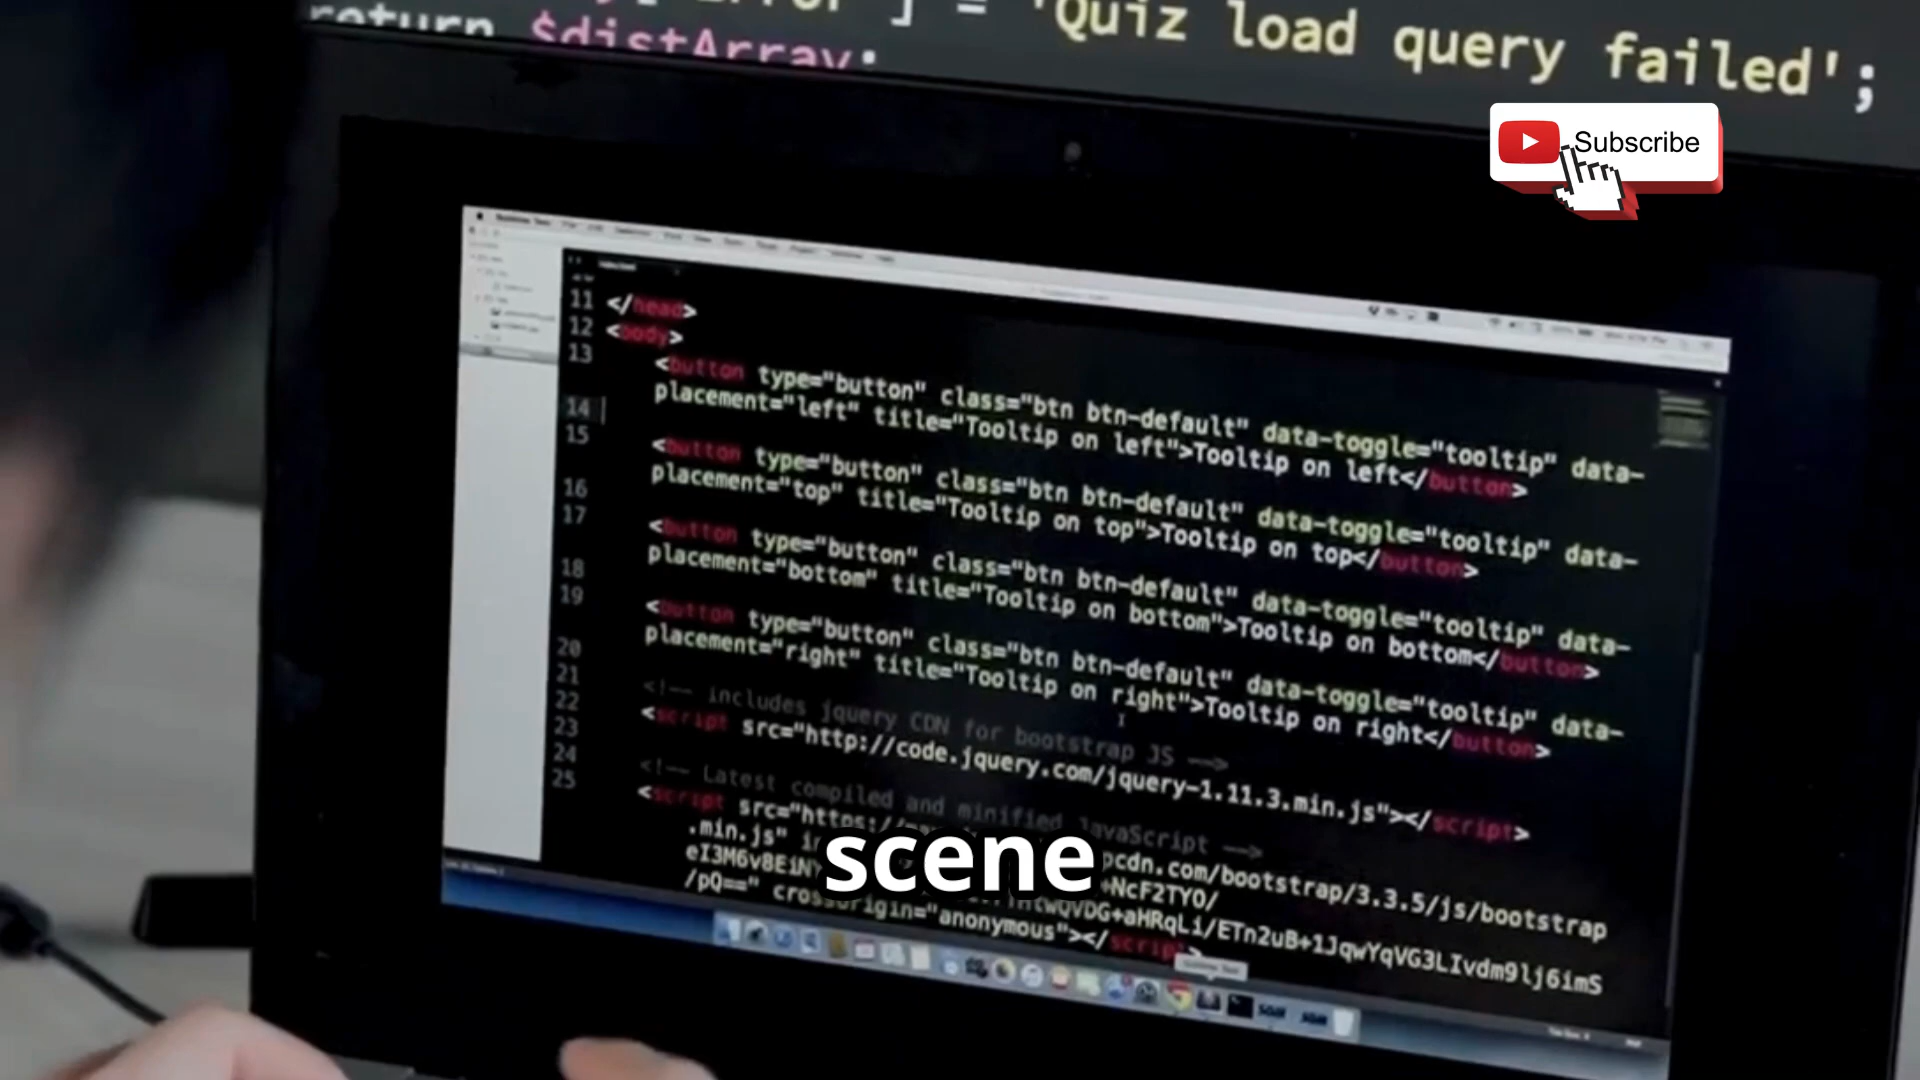 '] = 'Quiz load query failed';
return $distArray;
Subscribe
11 </head>
12 <body>
13 <button type="button" class="btn btn-default" data-toggle="tooltip" data-
placement="left" title="Tooltip on left">Tooltip on left</button>
14
15 <button type="button" class="btn btn-default" data-toggle="tooltip" data-
placement="top" title="Tooltip on top">Tooltip on top</button>
16
17 <button type="button" class="btn btn-default" data-toggle="tooltip" data-
placement="bottom" title="Tooltip on bottom">Tooltip on bottom</button>
18
19 <button type="button" class="btn btn-default" data-toggle="tooltip" data-
placement="right" title="Tooltip on right">Tooltip on right</button>
20
21
22 <!-- includes jquery CDN for bootstrap JS -->
23 <script src="http://code.jquery.com/jquery-1.11.3.min.js"></script>
24 <!-- Latest compiled and minified JavaScript -->
25 <script src="https:// cdn.com/bootstrap/3.3.5/js/bootstrap
.min.js"
/pQ==" crossorigin="anonymous"></script>
scene